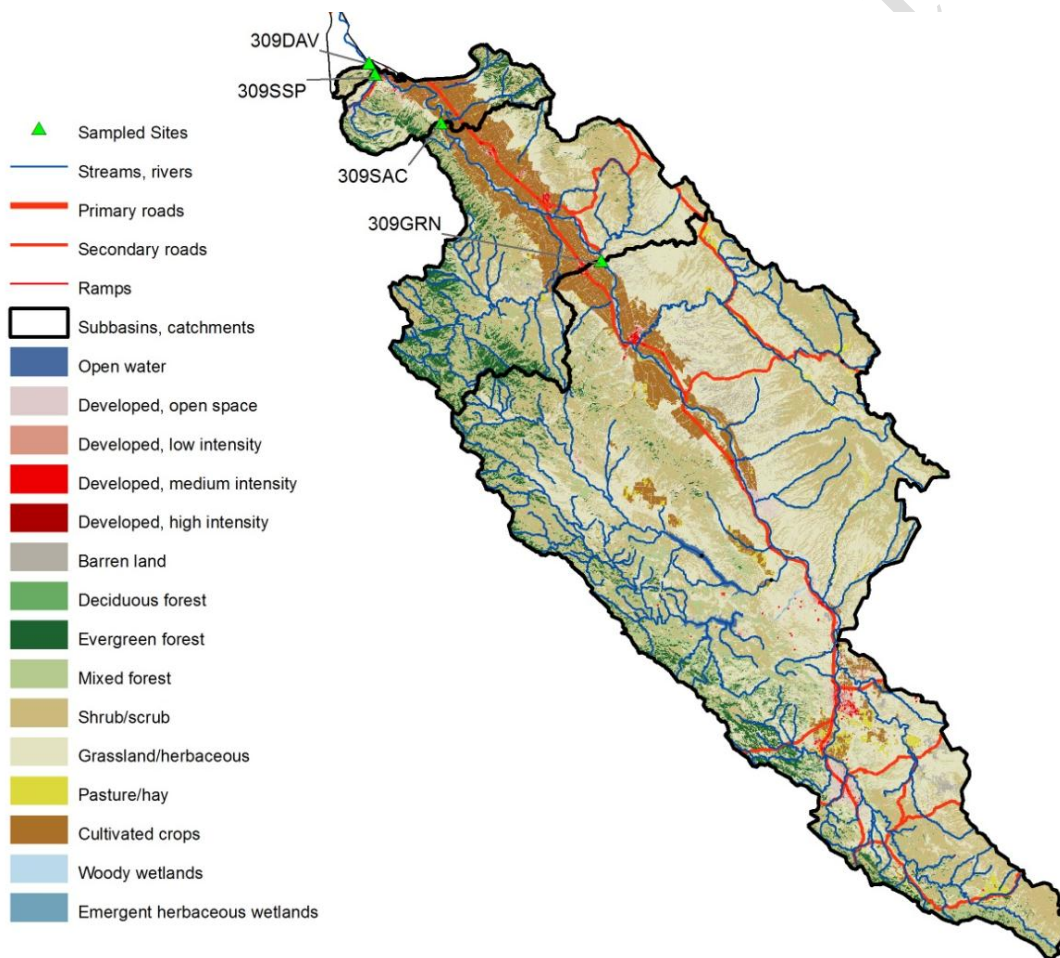 309DAV
309SSP
309SAC
309GRN
Sampled Sites
Streams, rivers
Primary roads
Secondary roads
Ramps
Subbasins, catchments
Open water
Developed, open space
Developed, low intensity
Developed, medium intensity
Developed, high intensity
Barren land
Deciduous forest
Evergreen forest
Mixed forest
Shrub/scrub
Grassland/herbaceous
Pasture/hay
Cultivated crops
Woody wetlands
Emergent herbaceous wetlands